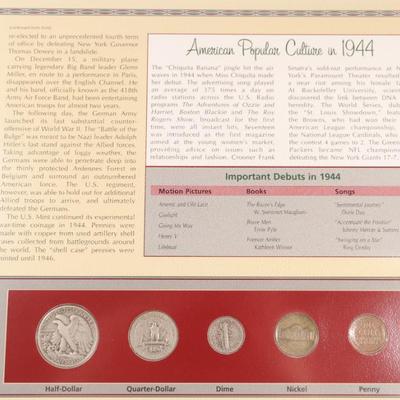 (continued from front)
re-elected to an unprecedented fourth term
of office by defeating New York Governor
Thomas Dewey in a landslide.
On December 15, a military plane
carrying legendary Big Band leader Glenn
Miller, en route to a performance in Paris,
disappeared over the English Channel. He
and his band, officially known as the 418th
Army Air Force Band, had been entertaining
American troops for almost two years.
The following day, the German Army
launched its last substantial counter-
offensive of World War II. The "Battle of the
Bulge" was meant to be Nazi leader Adolph
Hitler's last stand against the Allied forces.
Taking advantage of foggy weather, the
Germans were able to penetrate deep into
the thinly protected Ardennes Forest in
Belgium and surround an outnumbered
American force. The U.S. regiment,
however, was able to hold out for additional
Allied troops to arrive, and ultimately
defeated the Germans.
The U.S. Mint continued its experimental
wartime coinage in 1944. Pennies were
made with copper from used artillery shell
cases collected from battlegrounds around
the world. The "shell case" pennies were
minted until 1946.
American Popular Culture in 1944
The "Chiquita Banana" jingle hit the air
waves in 1944 when Miss Chiquita made
her debut. The advertising song played
an average of 375 times a day on
radio stations across the U.S. Radio
programs The Adventures of Ozzie and
Harriet, Boston Blackie and The Roy
Rogers Show, broadcast for the first
time, were all instant hits. Seventeen
was introduced as the first magazine
aimed at the young women's market,
providing advice on issues such as
relationships and fashion. Crooner Frank
Sinatra's sold-out performance at N
York's Paramount Theater resulted
a near riot among his female
At Rockefeller University, scien
discovered the link between DNA
heredity. The World Series, dub
the "St. Louis Showdown," featu
the Browns, who had won their
American League championship,
the National League Cardinals, who
the contest 4 games to 2. The Green
Packers became NFL champions
defeating the New York Giants 17-7.
Important Debuts in 1944
Motion Pictures
Arsenic and Old Lace
Gaslight
Going My Way
Henry V
Lifeboat
Books
The Razor's Edge
W. Somerset Maugham
Brave Men
Ernie Pyle
Forever Amber
Kathleen Winsor
Songs
"Sentimental Journey"
Doris Day
"Accentuate the Positive"
Johnny Mercer & Sisters
"Swinging on a Star"
Bing Crosby
Half-Dollar
Quarter-Dollar
Dime
Nickel
Penny